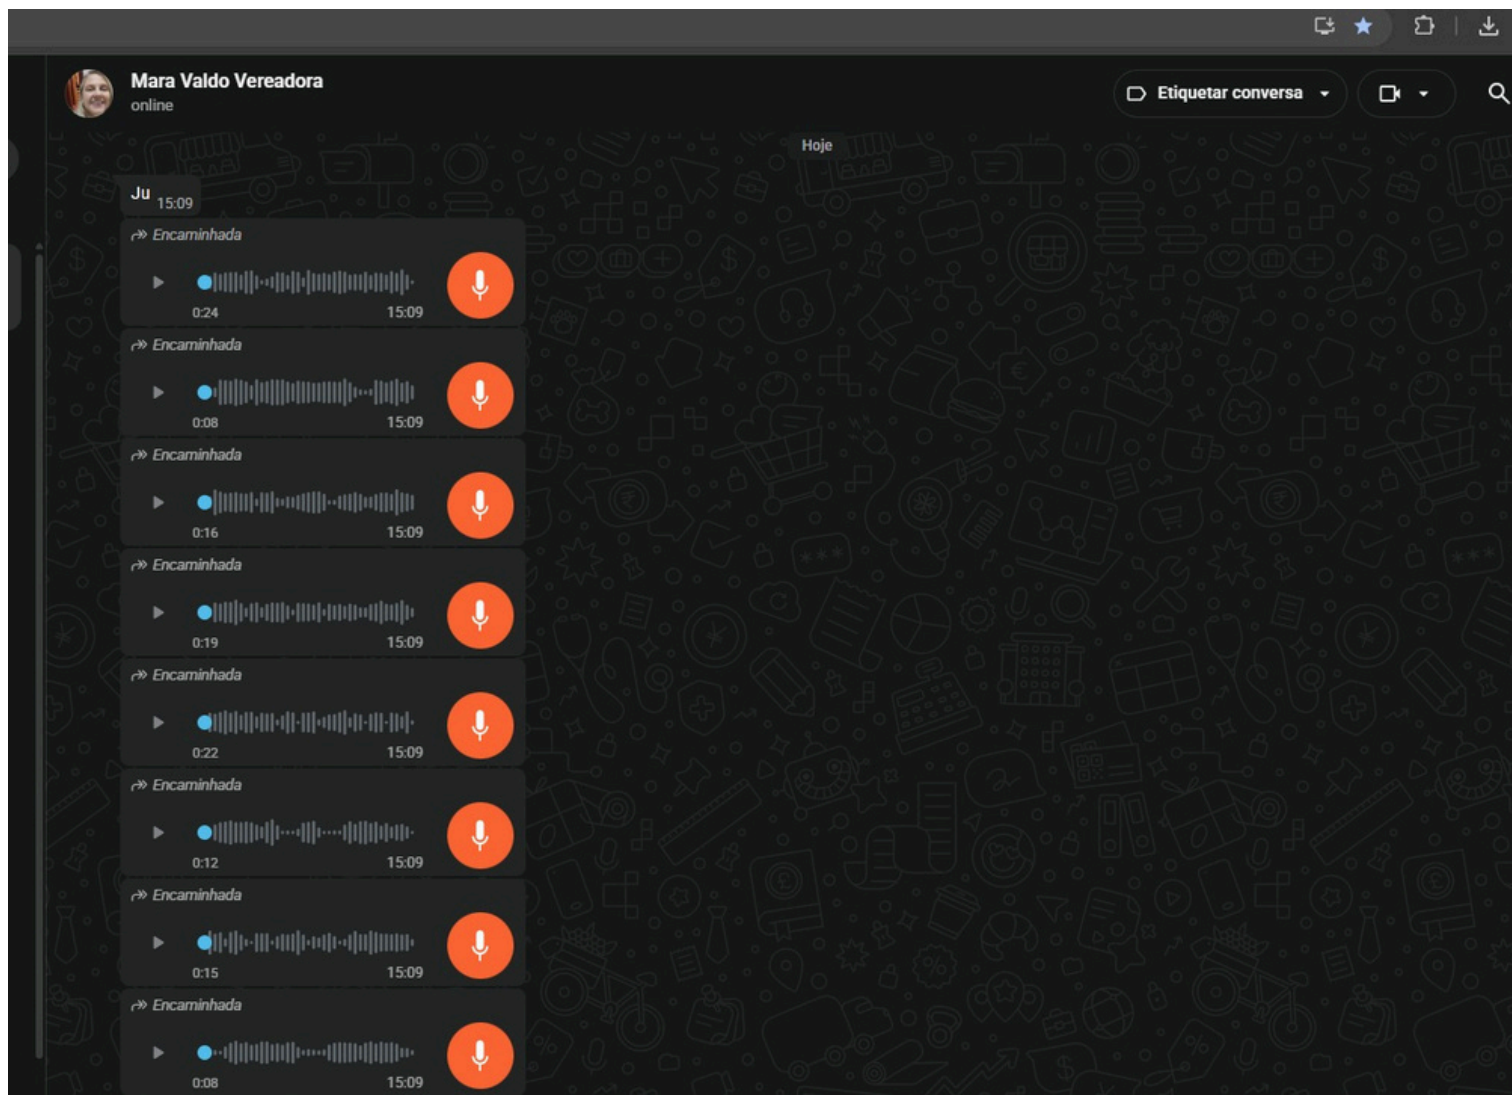 Mara Valdo Vereadora
online
Etiquetar conversa
Hoje
Ju 15:09
Encaminhada
0:24 15:09
Encaminhada
0:08 15:09
Encaminhada
0:16 15:09
Encaminhada
0:19 15:09
Encaminhada
0:22 15:09
Encaminhada
0:12 15:09
Encaminhada
0:15 15:09
Encaminhada
0:08 15:09